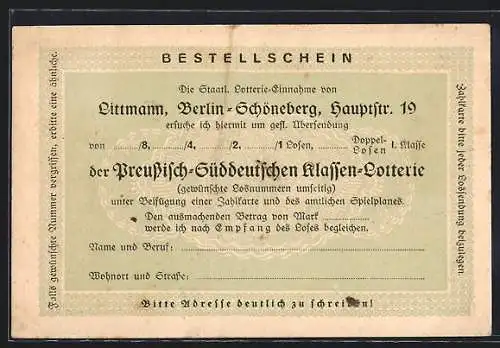 BESTELLSCHEIN
Die Staatl. Lotterie-Einnahme von
Littmann, Berlin-Schöneberg, Hauptstr. 19
ersuche ich hiermit um gefl. Übersendung
von ......../8, ......../4, ......../2, ......../1 Losen, ........ Doppel-Losen I. Klasse
der Preußisch-Süddeutschen Klassen-Lotterie
(gewünschte Losnummern umseitig)
unter Beifügung einer Zahlkarte und des amtlichen Spielplanes.
Den ausmachenden Betrag von Mark ............
werde ich nach Empfang des Loses begleichen.
Name und Beruf:
Wohnort und Straße:
Bitte Adresse deutlich zu schreiben!
Falls gewünschte Nummer vergriffen, erbitte eine ähnliche.
Zahlkarte bitte jeder Lossendung beizulegen.